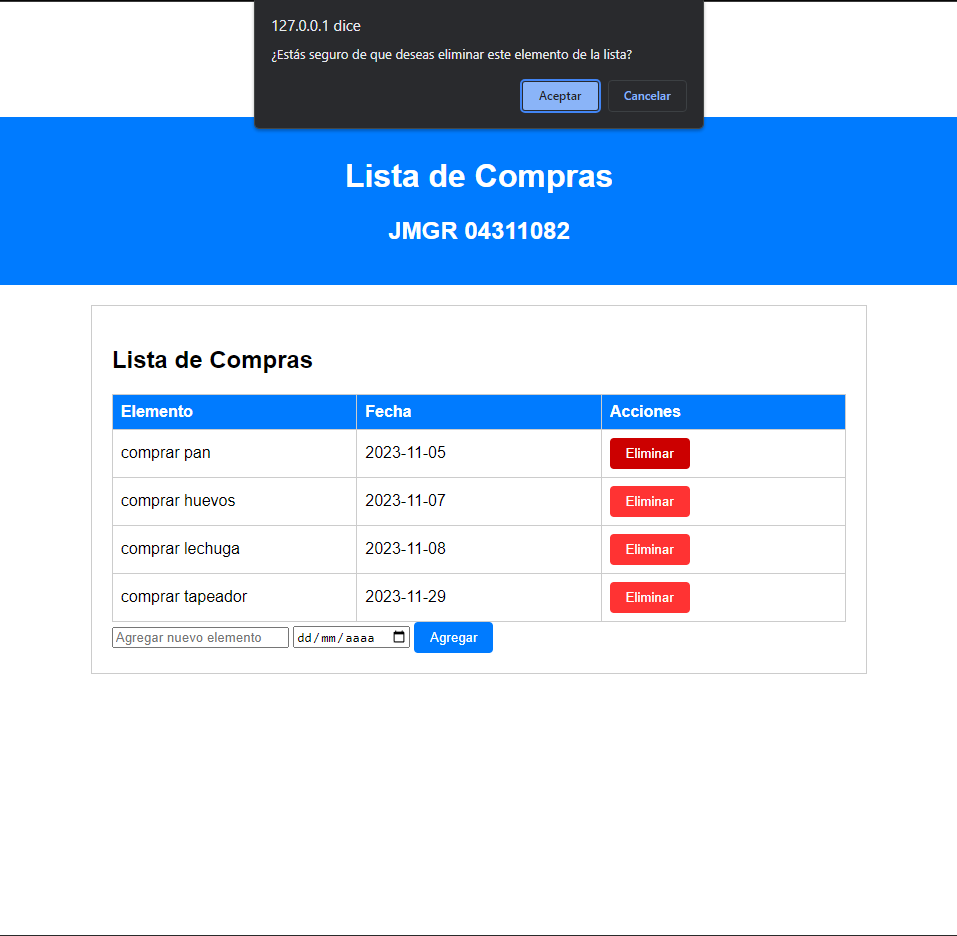 127.0.0.1 dice
¿Estás seguro de que deseas eliminar este elemento de la lista?
Aceptar Cancelar
Lista de Compras
JMGR 04311082
Lista de Compras
Elemento Fecha Acciones
comprar pan 2023-11-05 Eliminar
comprar huevos 2023-11-07 Eliminar
comprar lechuga 2023-11-08 Eliminar
comprar tapeador 2023-11-29 Eliminar
Agregar nuevo elemento dd/mm/aaaa Agregar